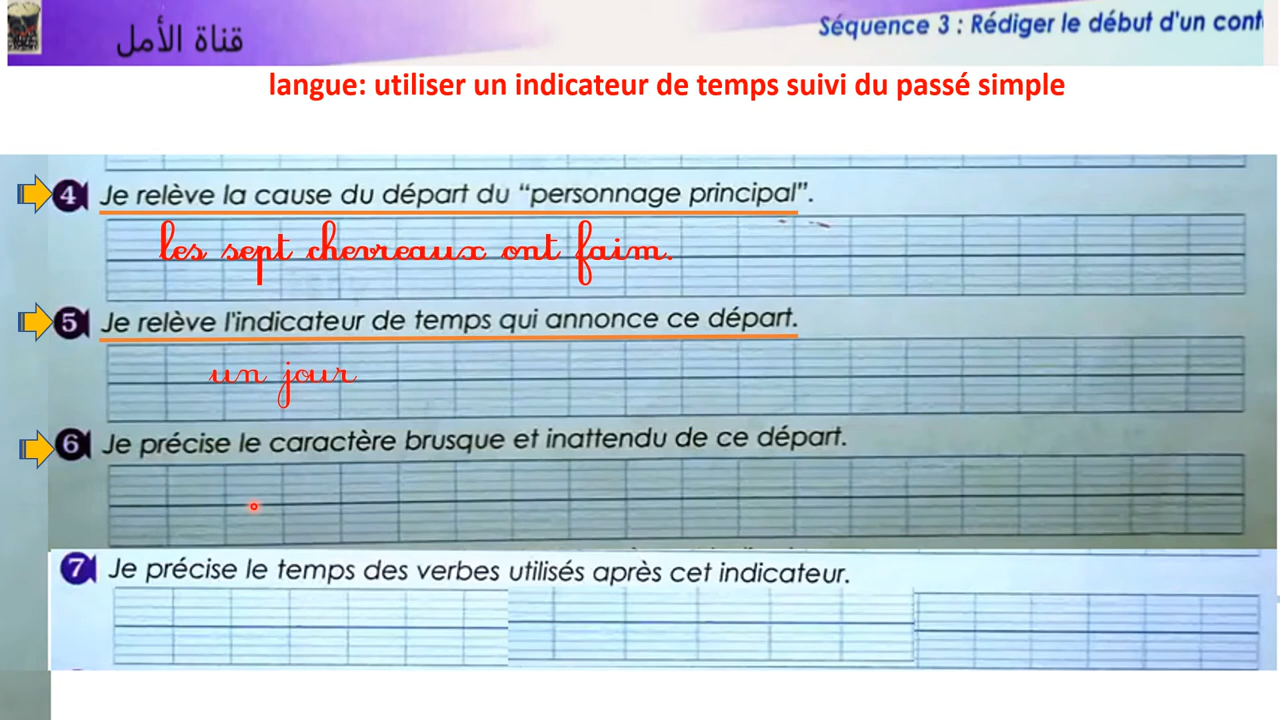 قناة الأمل
Séquence 3 : Rédiger le début d'un cont
langue: utiliser un indicateur de temps suivi du passé simple
4 Je relève la cause du départ du “personnage principal”.
les sept chevreaux ont faim.
5 Je relève l'indicateur de temps qui annonce ce départ.
un jour
6 Je précise le caractère brusque et inattendu de ce départ.
7 Je précise le temps des verbes utilisés après cet indicateur.